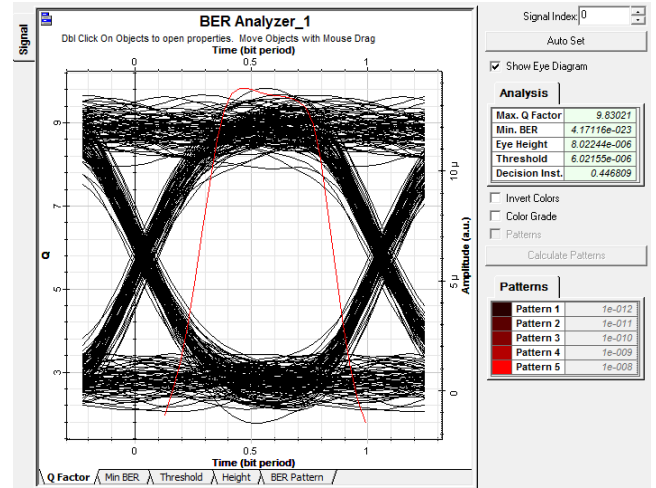 Signal
BER Analyzer_1
Dbl Click On Objects to open properties. Move Objects with Mouse Drag
Time (bit period)
0 0.5 1
Q
9
7
5
3
Amplitude (a.u.)
10 µ
5 µ
0
0 0.5 1
Time (bit period)
Q Factor Min BER Threshold Height BER Pattern
Signal Index: 0
Auto Set
Show Eye Diagram
Analysis
Max. Q Factor 9.83021
Min. BER 4.17116e-023
Eye Height 8.02244e-006
Threshold 6.02155e-006
Decision Inst. 0.446809
Invert Colors
Color Grade
Patterns
Calculate Patterns
Patterns
Pattern 1 1e-012
Pattern 2 1e-011
Pattern 3 1e-010
Pattern 4 1e-009
Pattern 5 1e-008